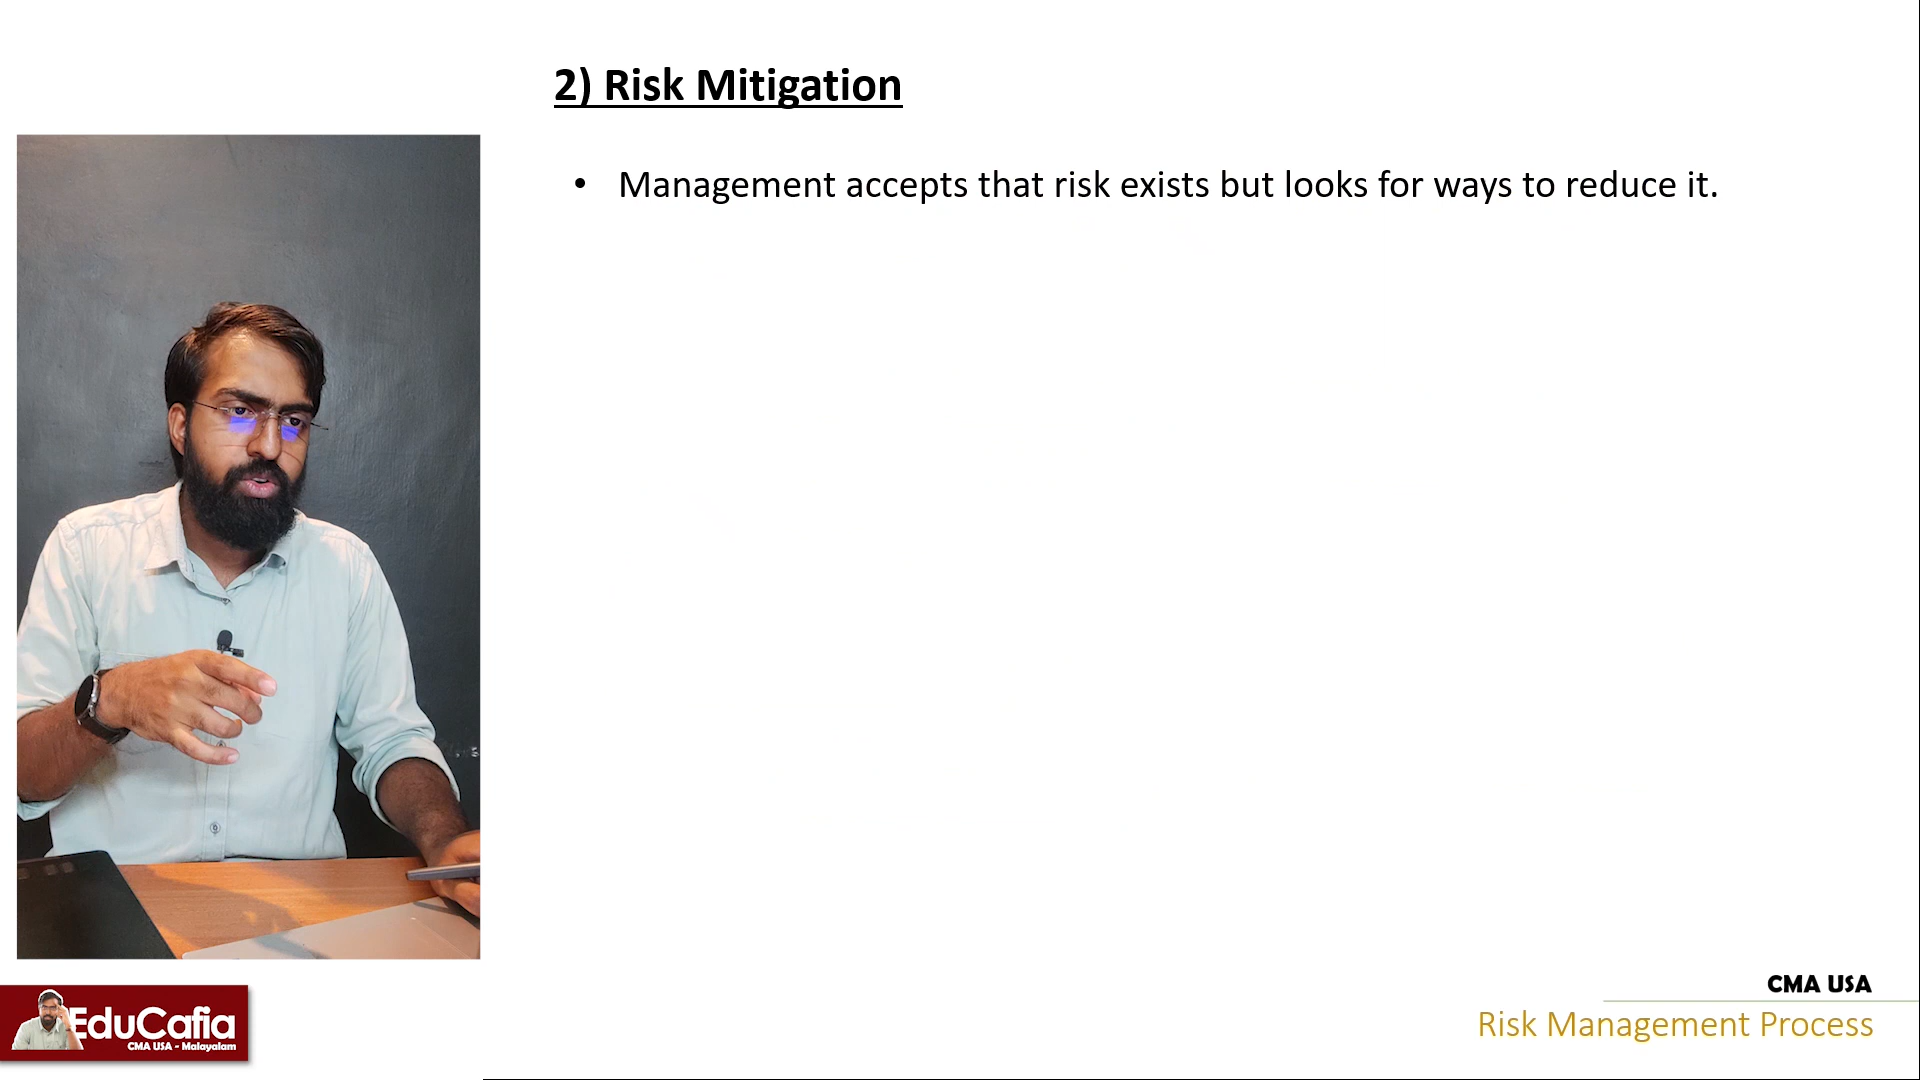 2) Risk Mitigation
• Management accepts that risk exists but looks for ways to reduce it.
EduCafia
CMA USA - Malayalam
CMA USA
Risk Management Process